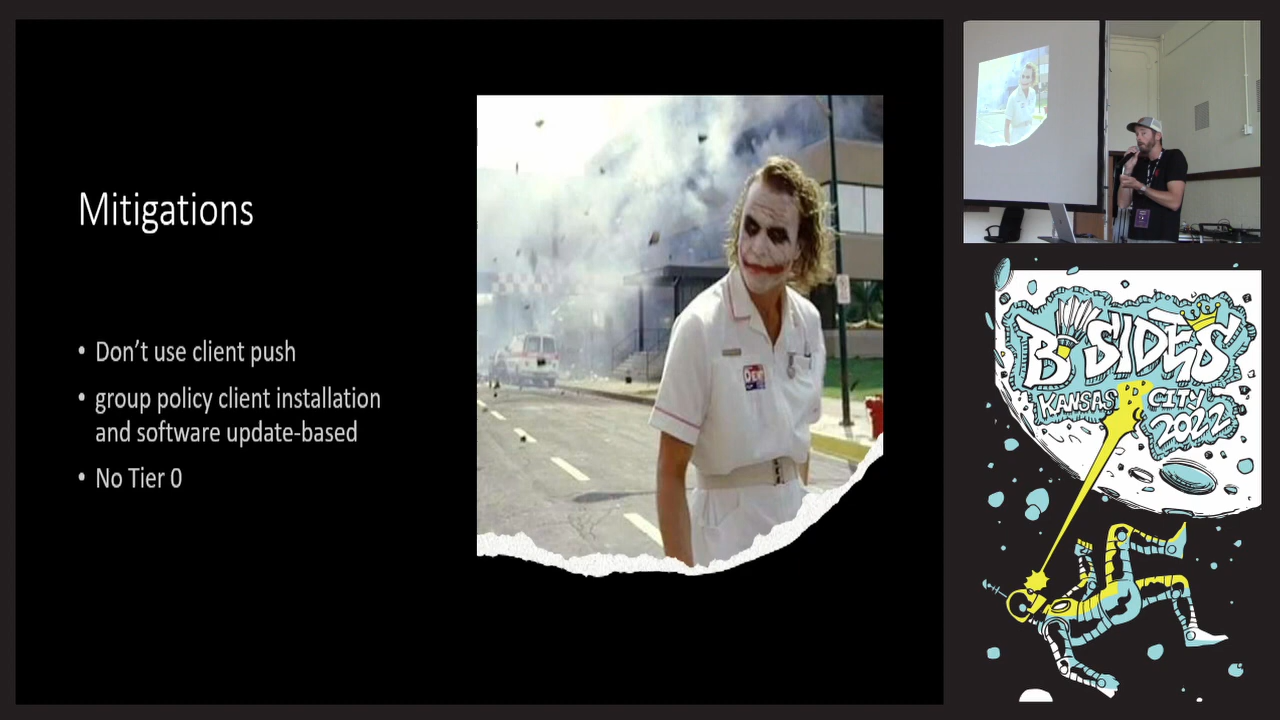 Mitigations
• Don’t use client push
• group policy client installation
and software update-based
• No Tier 0
BSIDES
KANSAS CITY
2022